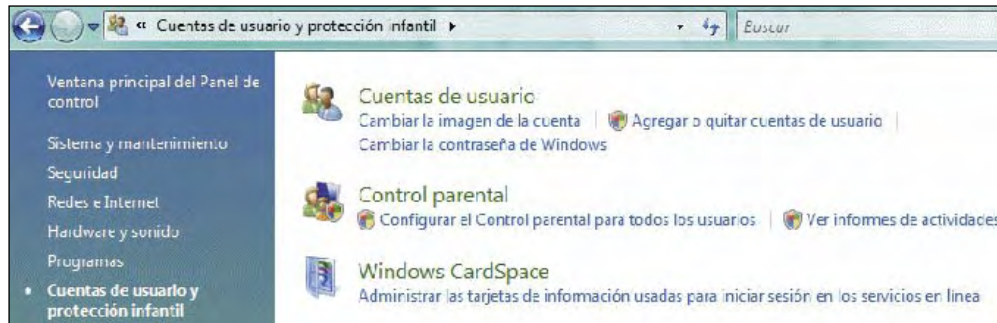 « Cuentas de usuario y protección infantil
Buscar
Ventana principal del Panel de
control
Sistema y mantenimiento
Seguridad
Redes e Internet
Hardware y sonido
Programas
• Cuentas de usuario y
protección infantil
Cuentas de usuario
Cambiar la imagen de la cuenta | Agregar o quitar cuentas de usuario |
Cambiar la contraseña de Windows
Control parental
Configurar el Control parental para todos los usuarios | Ver informes de actividades
Windows CardSpace
Administrar las tarjetas de información usadas para iniciar sesión en los servicios en línea